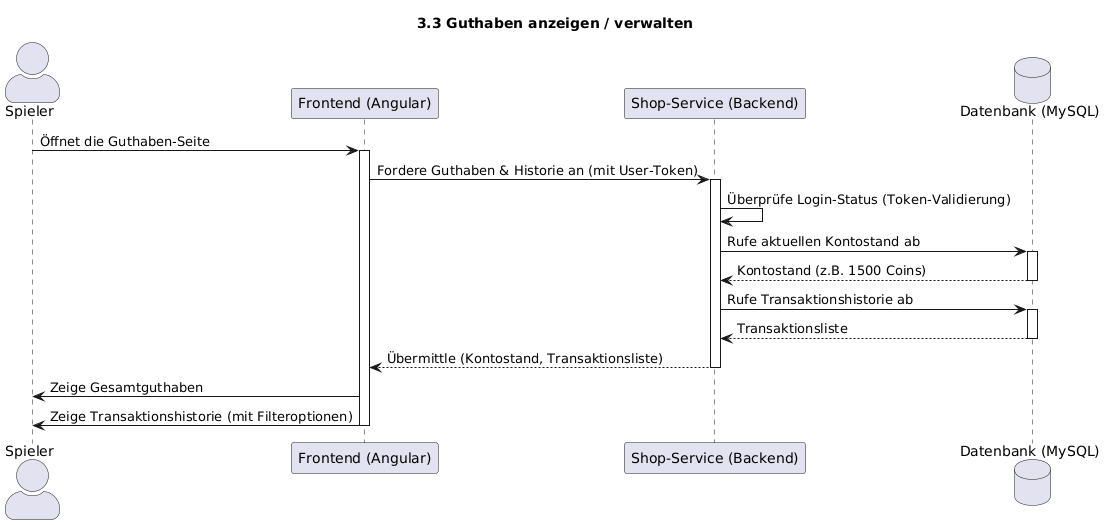 3.3 Guthaben anzeigen / verwalten
Spieler
Frontend (Angular)
Shop-Service (Backend)
Datenbank (MySQL)
Öffnet die Guthaben-Seite
Fordere Guthaben & Historie an (mit User-Token)
Überprüfe Login-Status (Token-Validierung)
Rufe aktuellen Kontostand ab
Kontostand (z.B. 1500 Coins)
Rufe Transaktionshistorie ab
Transaktionsliste
Übermittle (Kontostand, Transaktionsliste)
Zeige Gesamtguthaben
Zeige Transaktionshistorie (mit Filteroptionen)
Spieler
Frontend (Angular)
Shop-Service (Backend)
Datenbank (MySQL)